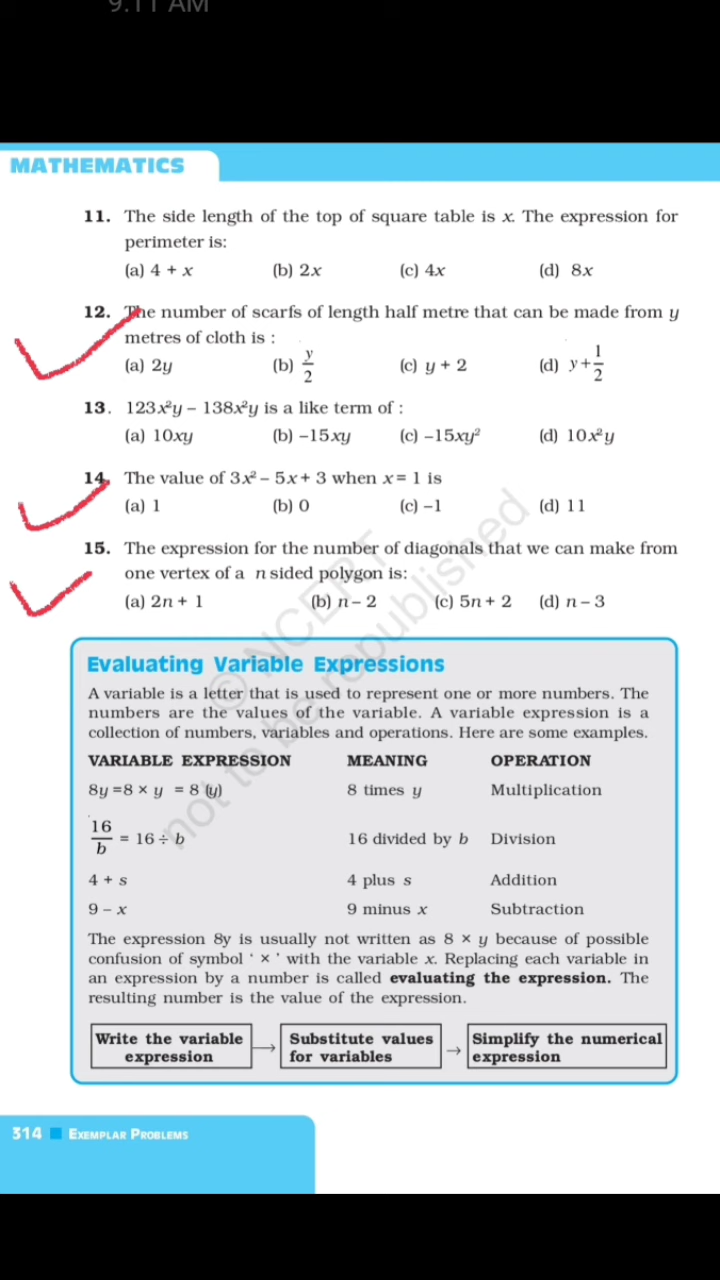 9:11 AM
MATHEMATICS
11. The side length of the top of square table is x. The expression for
perimeter is:
(a) 4 + x (b) 2x (c) 4x (d) 8x
12. The number of scarfs of length half metre that can be made from y
metres of cloth is :
(a) 2y (b) y/2 (c) y + 2 (d) y+1/2
13. 123x²y – 138x²y is a like term of :
(a) 10xy (b) –15xy (c) –15xy² (d) 10x²y
14. The value of 3x² – 5x + 3 when x = 1 is
(a) 1 (b) 0 (c) –1 (d) 11
15. The expression for the number of diagonals that we can make from
one vertex of a n sided polygon is:
(a) 2n + 1 (b) n – 2 (c) 5n + 2 (d) n – 3
© NCERT
not to be republished
Evaluating Variable Expressions
A variable is a letter that is used to represent one or more numbers. The
numbers are the values of the variable. A variable expression is a
collection of numbers, variables and operations. Here are some examples.
VARIABLE EXPRESSION MEANING OPERATION
8y =8 × y = 8 (y) 8 times y Multiplication
16/b = 16 ÷ b 16 divided by b Division
4 + s 4 plus s Addition
9 – x 9 minus x Subtraction
The expression 8y is usually not written as 8 × y because of possible
confusion of symbol ‘ × ’ with the variable x. Replacing each variable in
an expression by a number is called evaluating the expression. The
resulting number is the value of the expression.
Write the variable expression → Substitute values for variables → Simplify the numerical expression
314 EXEMPLAR PROBLEMS